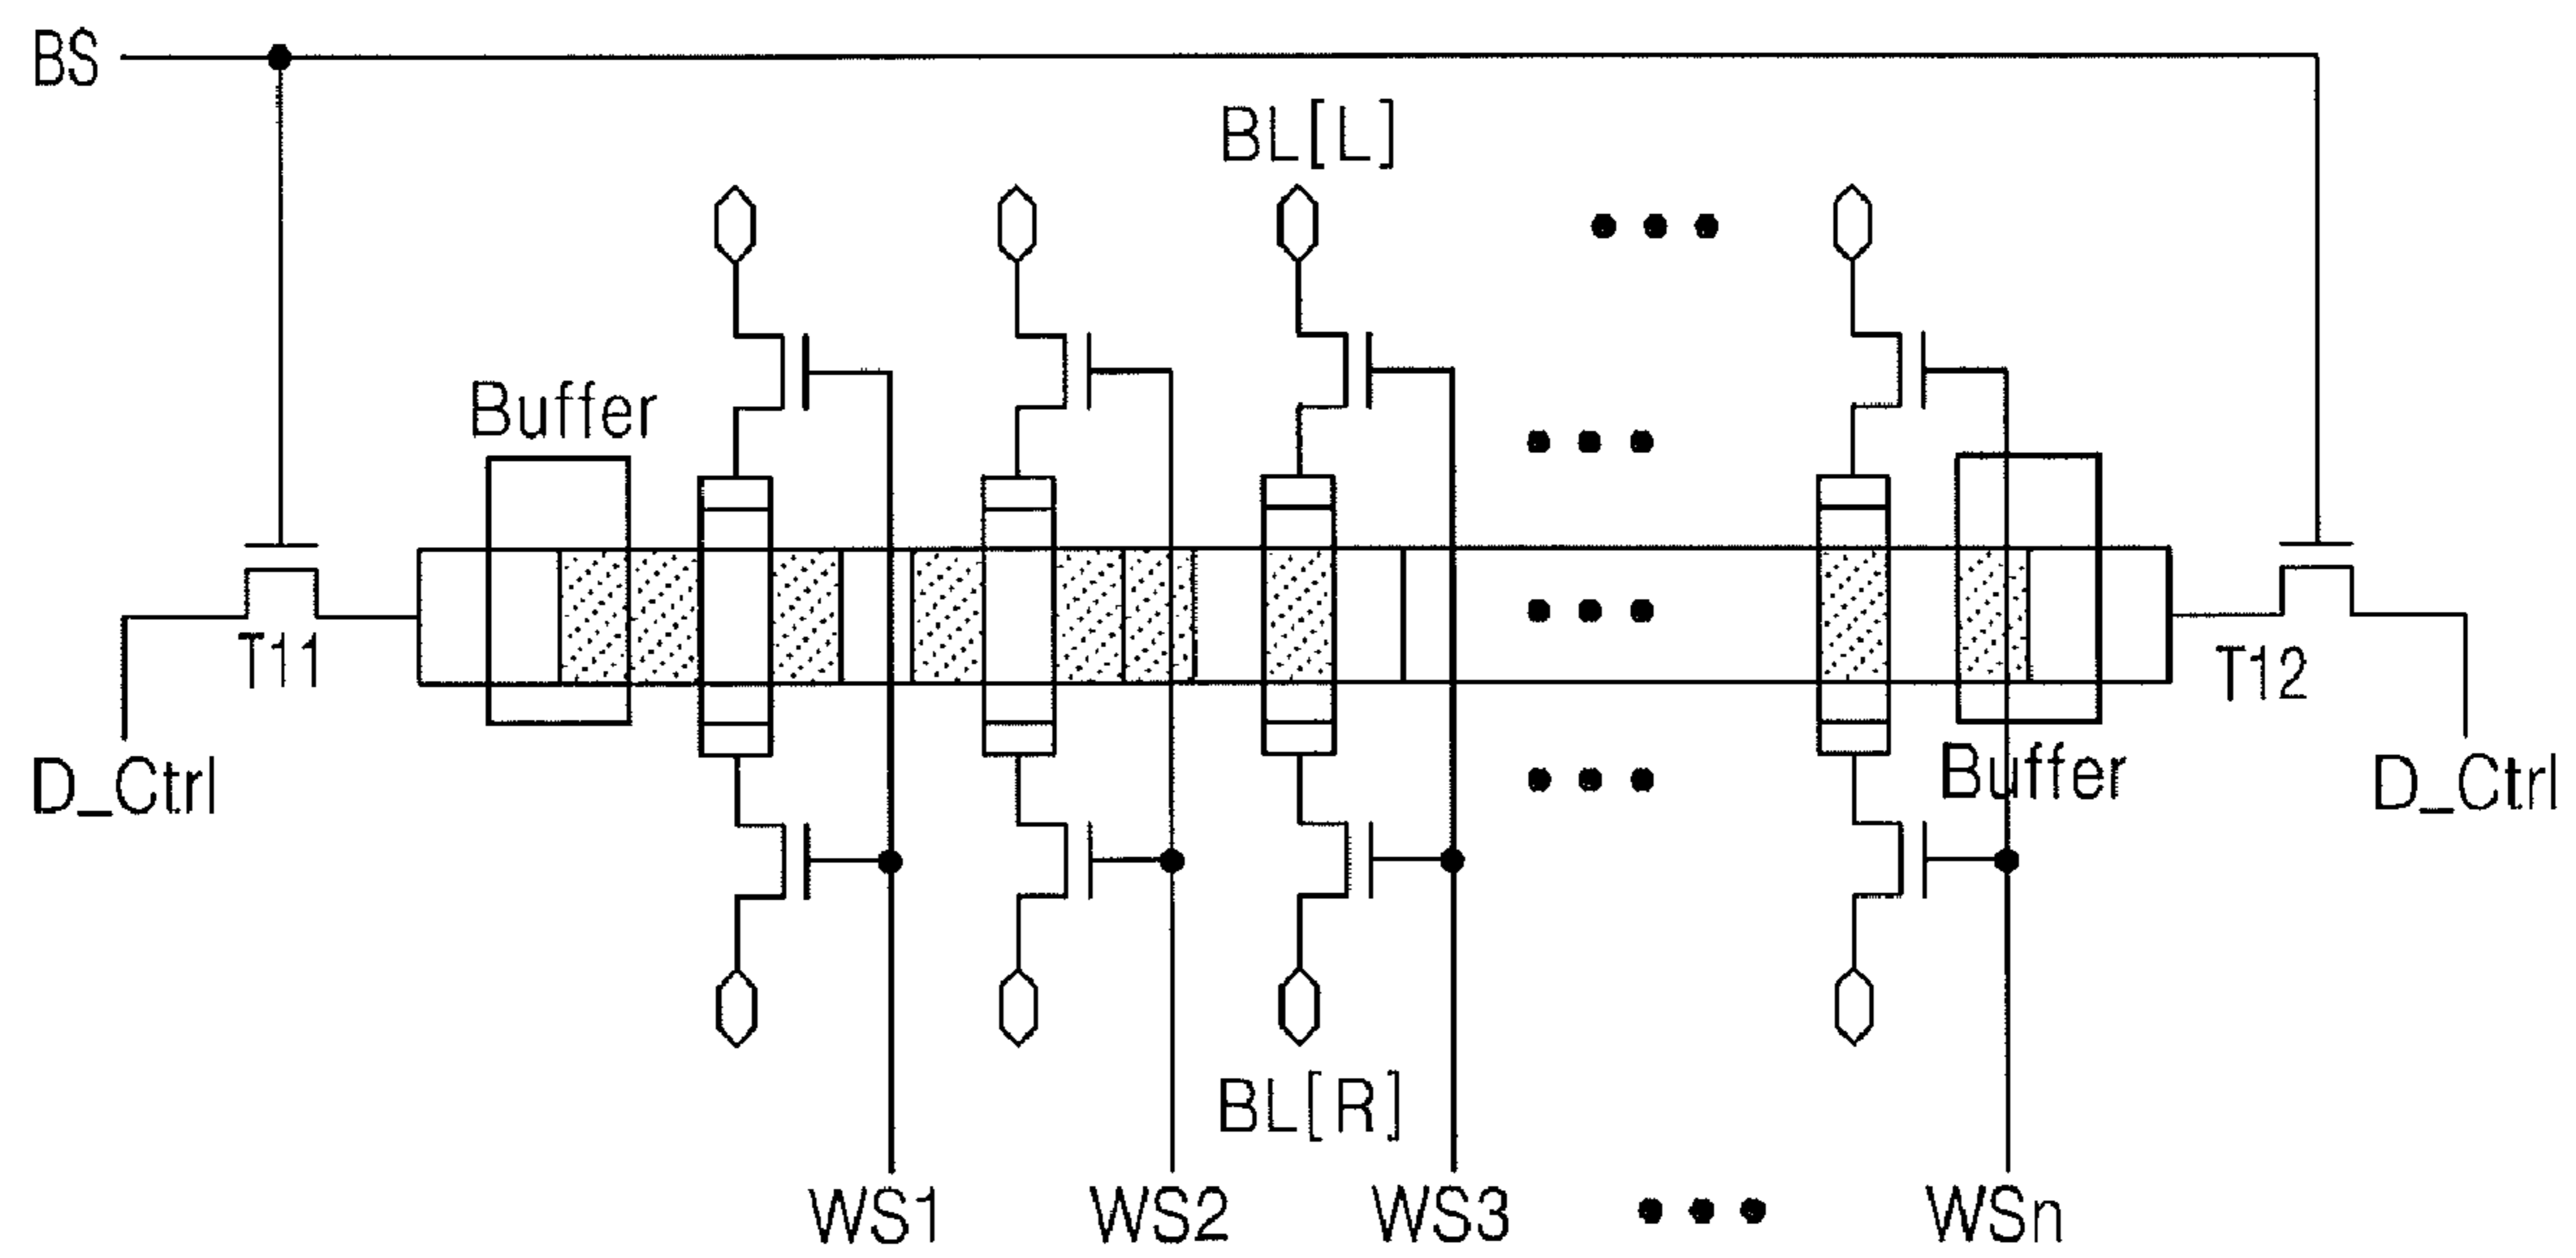 BS
BL[L]
Buffer
T11
T12
D_Ctrl
Buffer
D_Ctrl
BL[R]
WS1
WS2
WS3
WSn